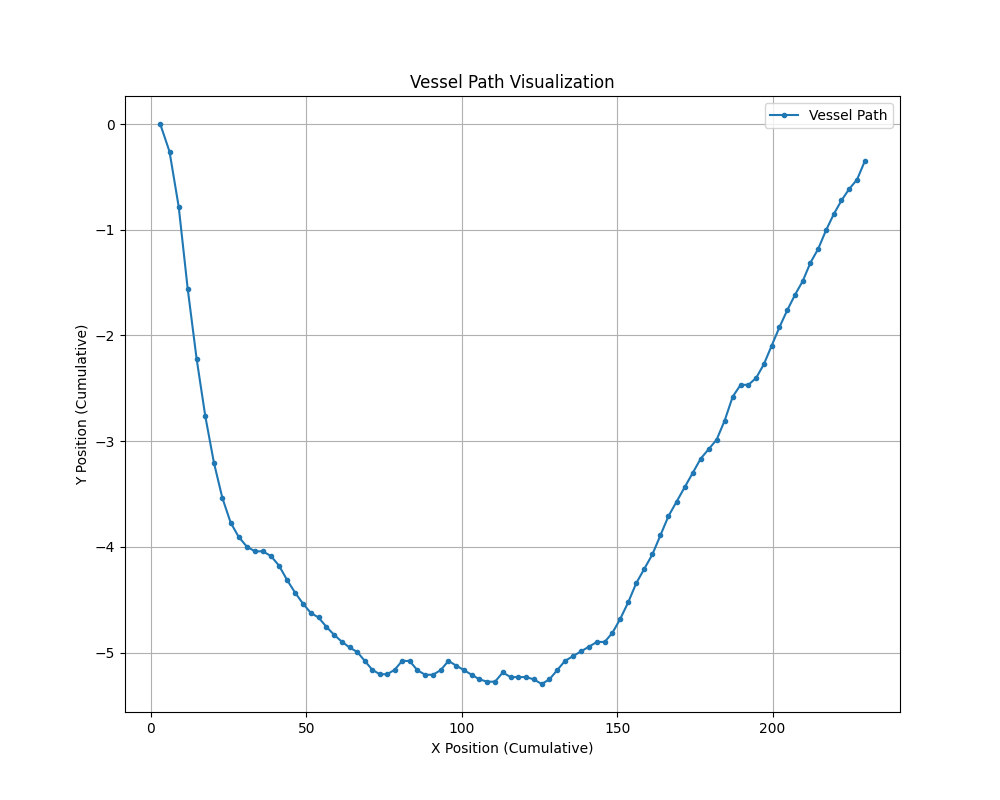 Vessel Path Visualization
Vessel Path
0
−1
−2
−3
−4
−5
Y Position (Cumulative)
0
50
100
150
200
X Position (Cumulative)